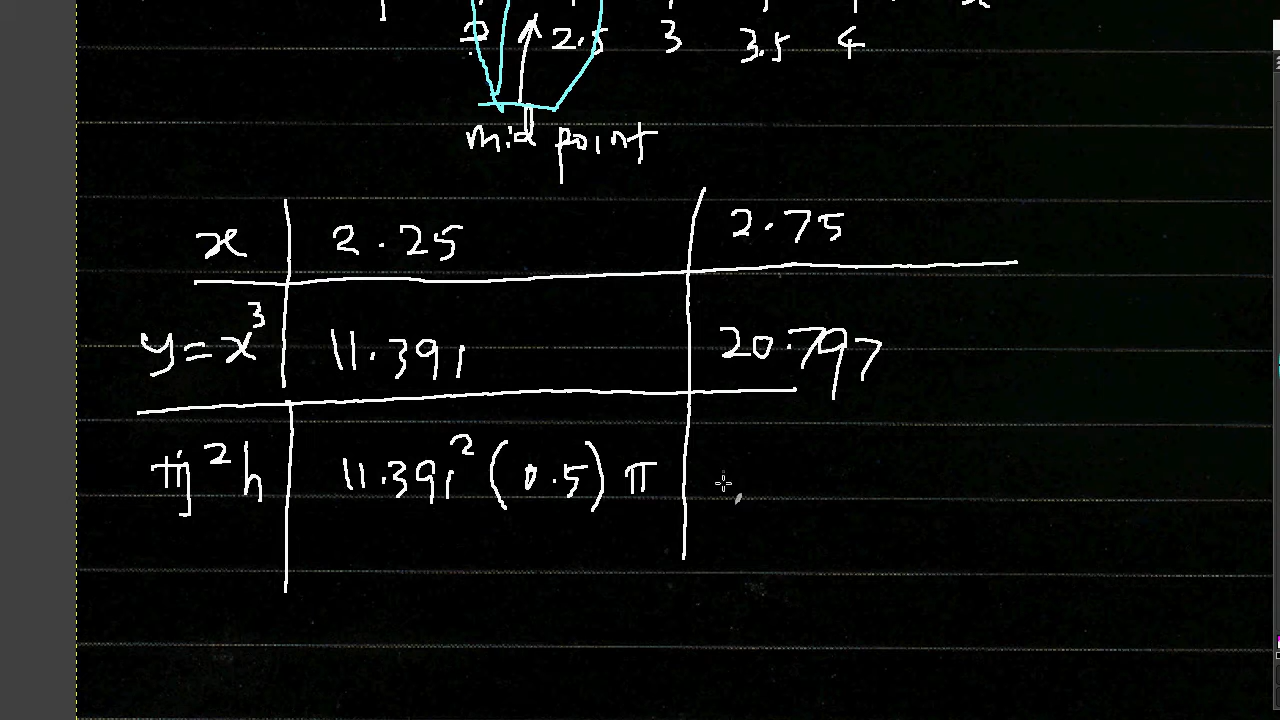 2 2.5 3 3.5 4
mid point
x 2.25 2.75
y=x³ 11.391 20.797
πy²h 11.391²(0.5)π